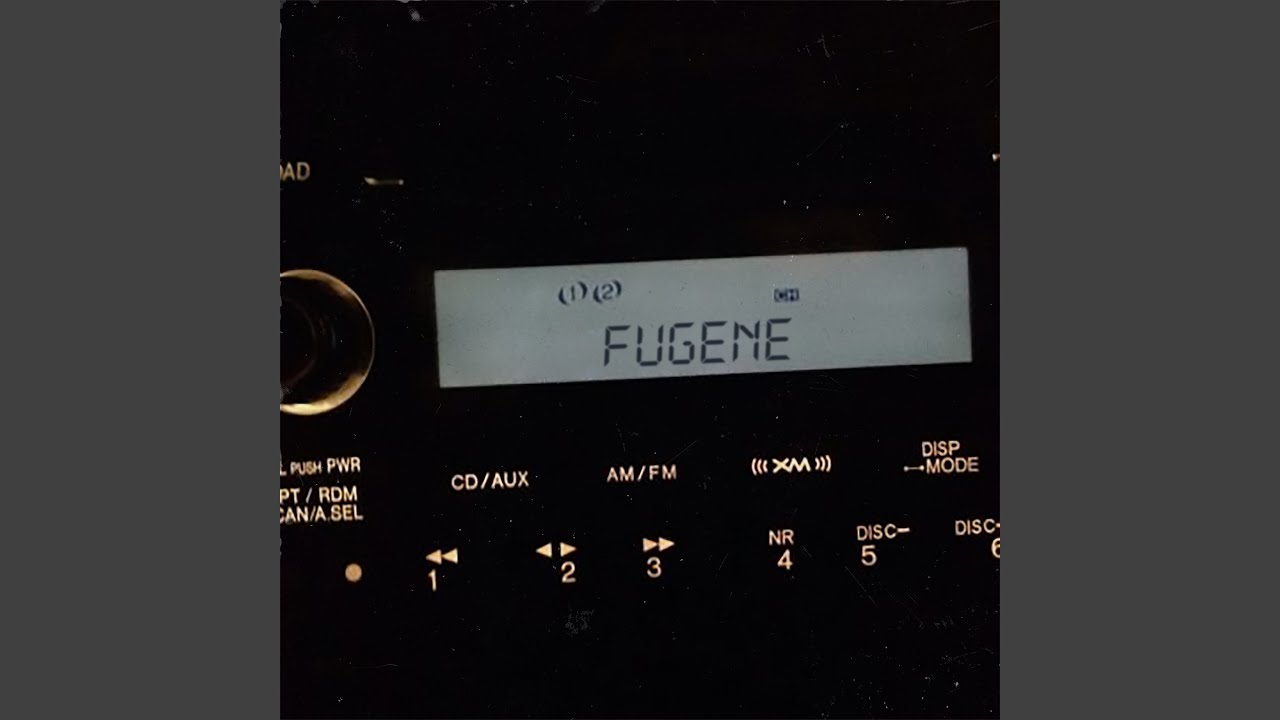 OAD
(1) (2) CH
FUGENE
L PUSH PWR
PT / RDM
CAN/A.SEL
CD/AUX
AM/FM
(((XM)))
DISP
MODE
1
2
3
NR
4
DISC-
5
DISC-
6